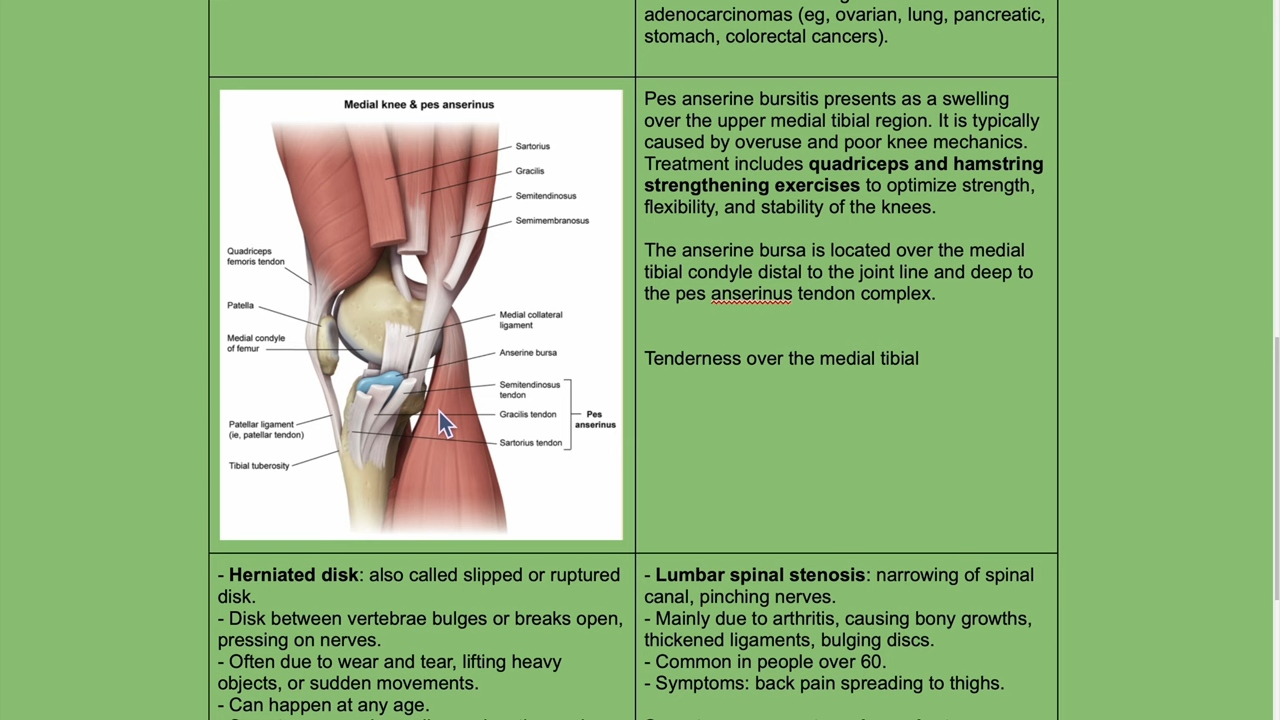 adenocarcinomas (eg, ovarian, lung, pancreatic,
stomach, colorectal cancers).
Medial knee & pes anserinus
Sartorius
Gracilis
Semitendinosus
Semimembranosus
Quadriceps
femoris tendon
Patella
Medial condyle
of femur
Medial collateral
ligament
Anserine bursa
Semitendinosus
tendon
Gracilis tendon
Sartorius tendon
Pes
anserinus
Patellar ligament
(ie, patellar tendon)
Tibial tuberosity
Pes anserine bursitis presents as a swelling
over the upper medial tibial region. It is typically
caused by overuse and poor knee mechanics.
Treatment includes quadriceps and hamstring
strengthening exercises to optimize strength,
flexibility, and stability of the knees.
The anserine bursa is located over the medial
tibial condyle distal to the joint line and deep to
the pes anserinus tendon complex.
Tenderness over the medial tibial
- Herniated disk: also called slipped or ruptured
disk.
- Disk between vertebrae bulges or breaks open,
pressing on nerves.
- Often due to wear and tear, lifting heavy
objects, or sudden movements.
- Can happen at any age.
- Lumbar spinal stenosis: narrowing of spinal
canal, pinching nerves.
- Mainly due to arthritis, causing bony growths,
thickened ligaments, bulging discs.
- Common in people over 60.
- Symptoms: back pain spreading to thighs.